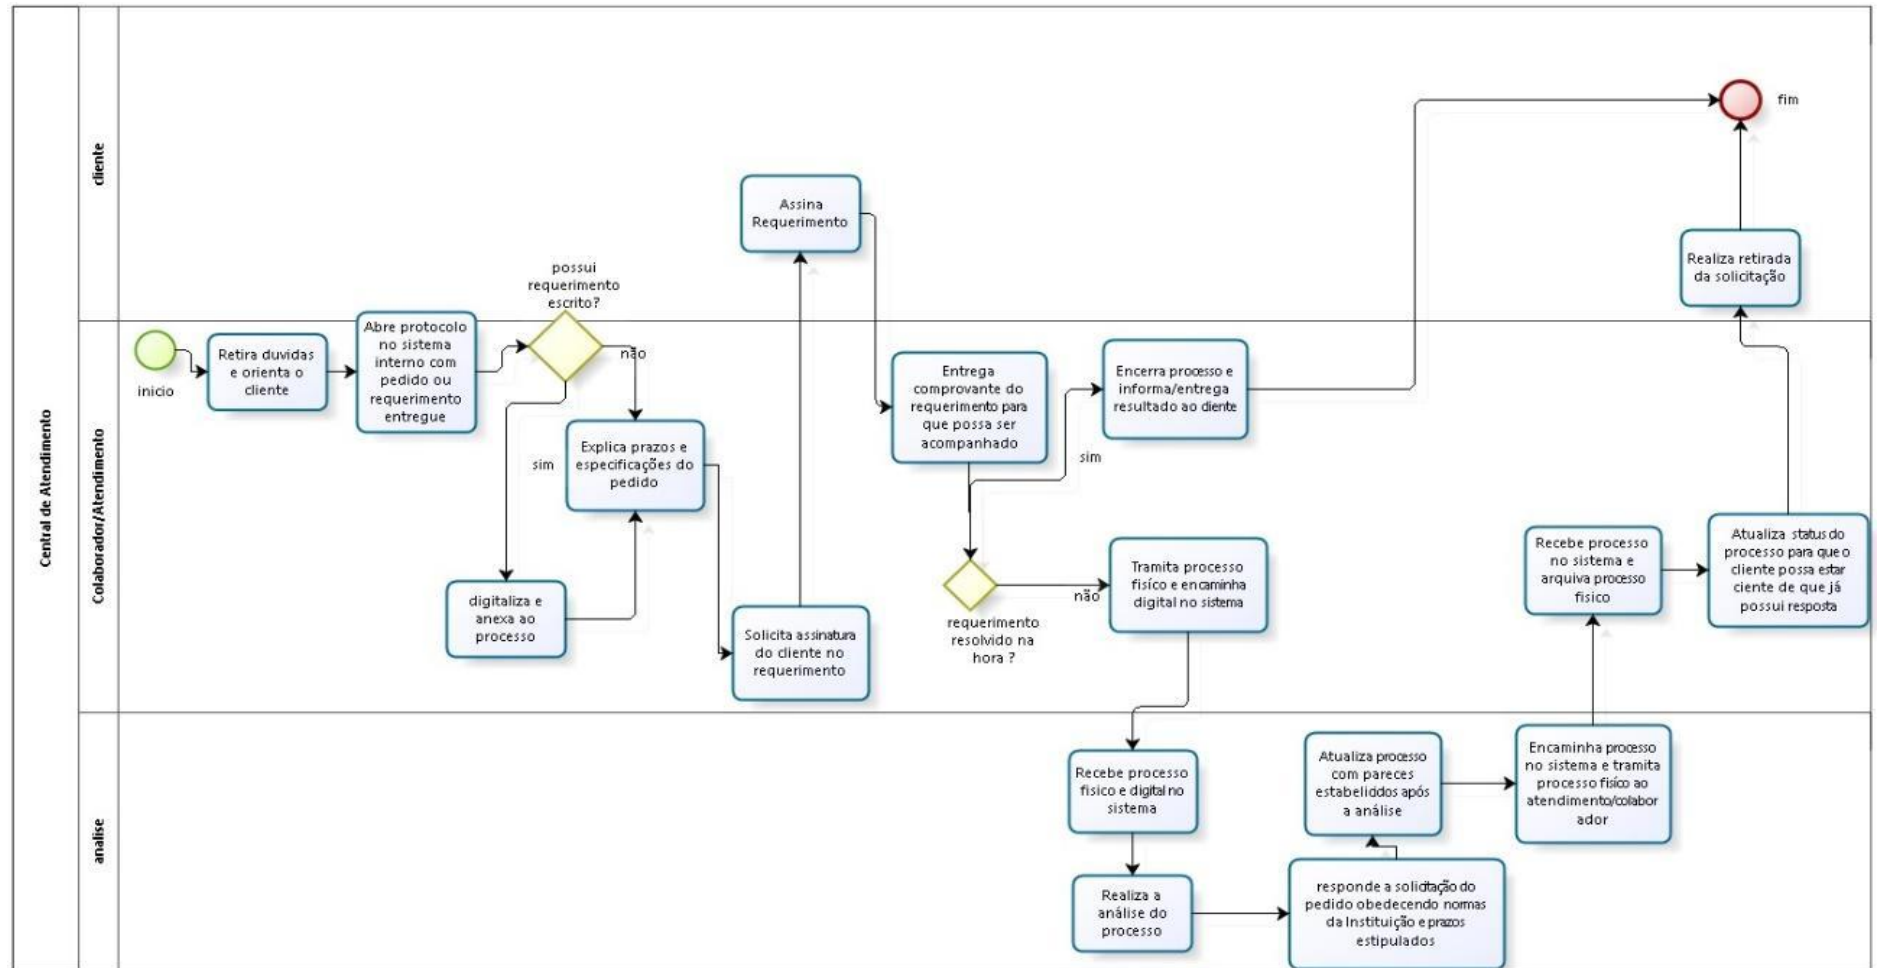 Central de Atendimento
cliente
Assina
Requerimento
fim
Realiza retirada
da solicitação
Colaborador/Atendimento
inicio
Retira duvidas
e orienta o
cliente
Abre protocolo
no sistema
interno com
pedido ou
requerimento
entregue
possui
requerimento
escrito?
não
sim
Explica prazos e
especificações do
pedido
digitaliza e
anexa ao
processo
Solicita assinatura
do cliente no
requerimento
Entrega
comprovante do
requerimento para
que possa ser
acompanhado
sim
Encerra processo e
informa/entrega
resultado ao cliente
não
requerimento
resolvido na
hora ?
Tramita processo
fisíco e encaminha
digital no sistema
Recebe processo
no sistema e
arquiva processo
fisico
Atualiza status do
processo para que o
cliente possa estar
ciente de que já
possui resposta
analise
Recebe processo
fisico e digital no
sistema
Realiza a
análise do
processo
responde a solicitação do
pedido obedecendo normas
da Instituição e prazos
estipulados
Atualiza processo
com pareces
estabelicidos após
a análise
Encaminha processo
no sistema e tramita
processo fisíco ao
atendimento/colabor
ador